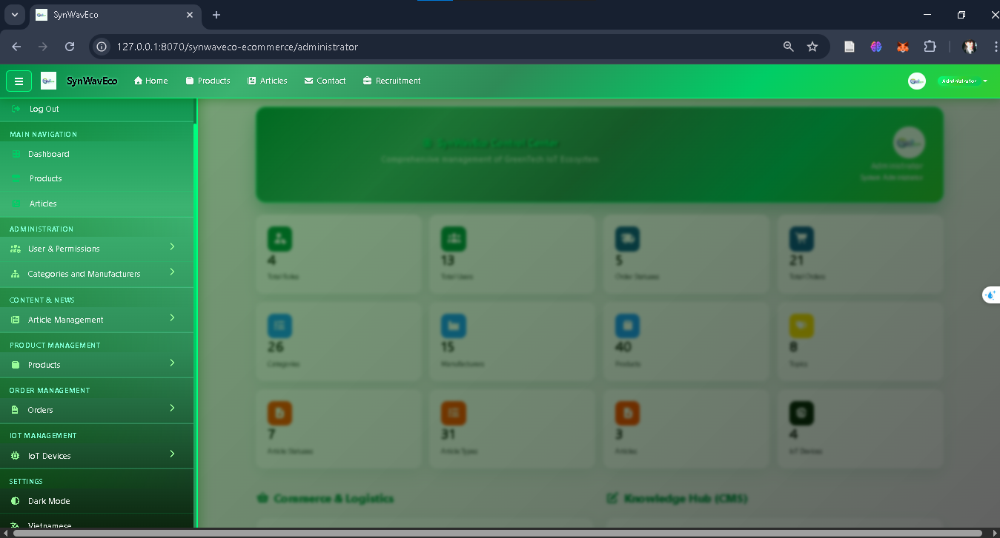 SynWavEco
127.0.0.1:8070/synwaveco-ecommerce/administrator
SynWavEco
Home
Products
Articles
Contact
Recruitment
Administrator
Log Out
MAIN NAVIGATION
Dashboard
Products
Articles
ADMINISTRATION
User & Permissions
Categories and Manufacturers
CONTENT & NEWS
Article Management
PRODUCT MANAGEMENT
Products
ORDER MANAGEMENT
Orders
IOT MANAGEMENT
IoT Devices
SETTINGS
Dark Mode
Vietnamese
SynWavEco Control Center
Comprehensive management of GreenTech IoT Ecosystem
Administrator
System Administrator
4
Total Roles
13
Total Users
5
Order Statuses
21
Total Orders
26
Categories
15
Manufacturers
40
Products
8
Topics
7
Article Statuses
31
Article Types
3
Articles
4
IoT Devices
Commerce & Logistics
Knowledge Hub (CMS)